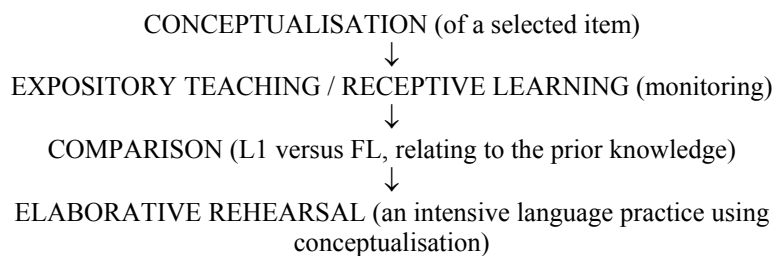 CONCEPTUALISATION (of a selected item)
↓
EXPOSITORY TEACHING / RECEPTIVE LEARNING (monitoring)
↓
COMPARISON (L1 versus FL, relating to the prior knowledge)
↓
ELABORATIVE REHEARSAL (an intensive language practice using
conceptualisation)